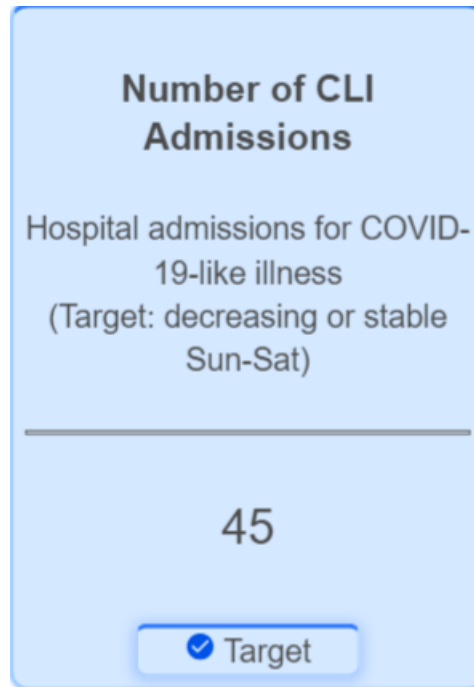 Number of CLI
Admissions
Hospital admissions for COVID-
19-like illness
(Target: decreasing or stable
Sun-Sat)
45
Target